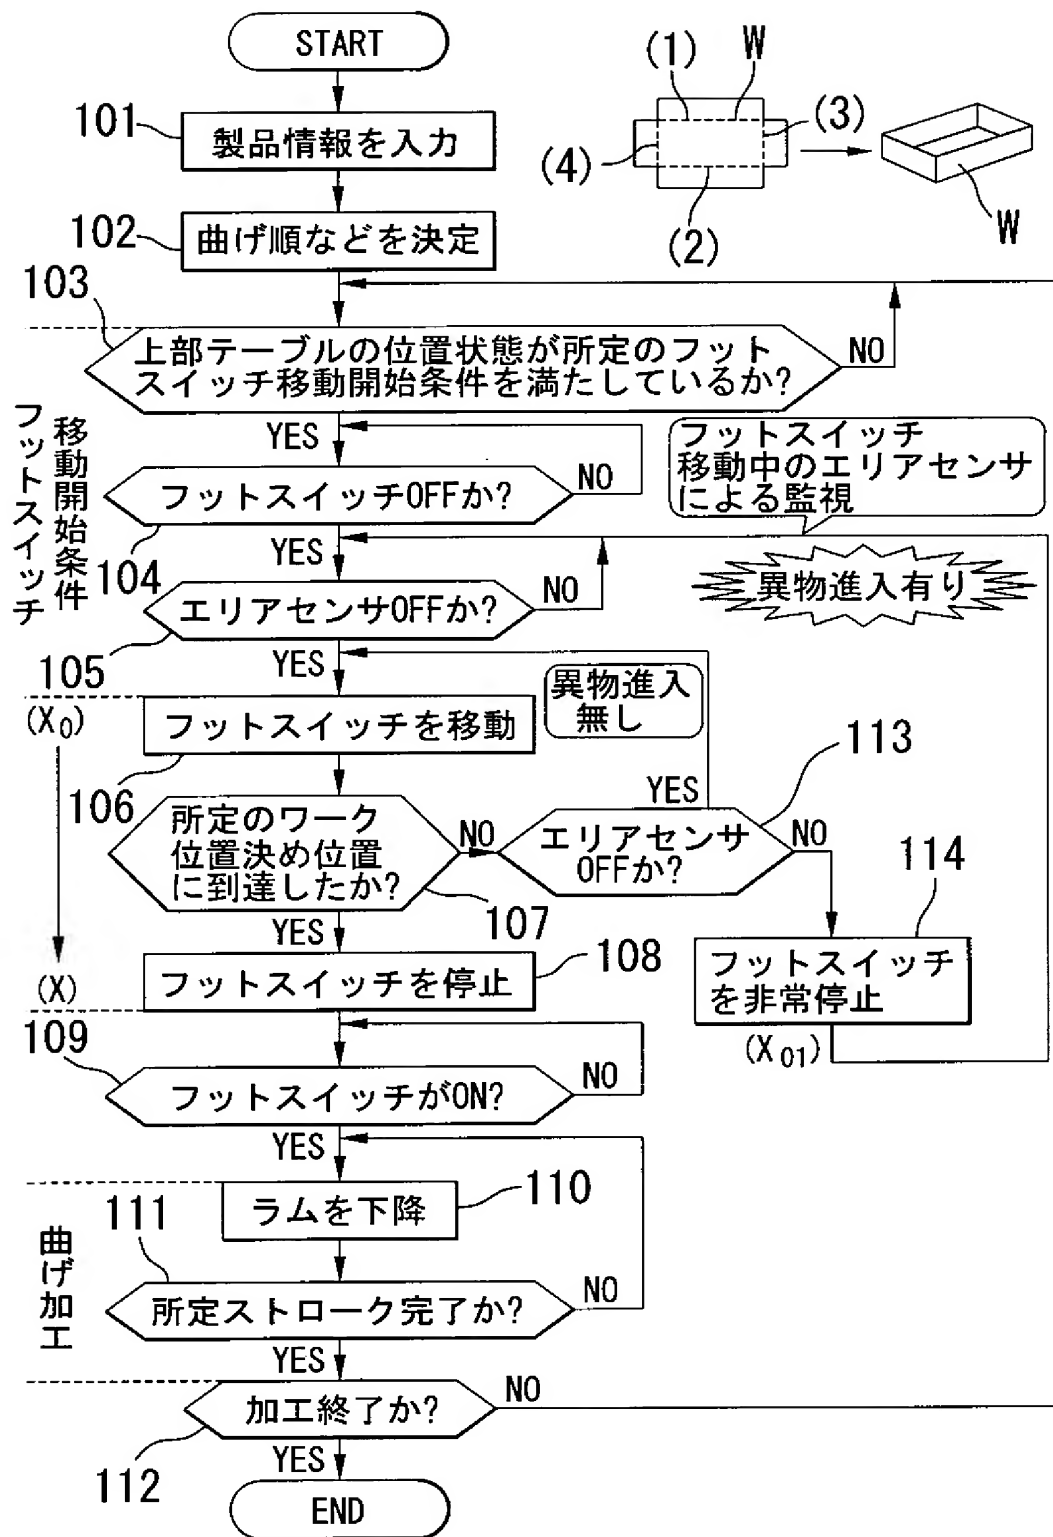 START
101
製品情報を入力
(1)
W
(3)
(4)
(2)
W
102
曲げ順などを決定
103
上部テーブルの位置状態が所定のフット
スイッチ移動開始条件を満たしているか?
NO
YES
フットスイッチ
移動開始条件
フットスイッチ
移動中のエリアセンサ
による監視
フットスイッチOFFか?
NO
104
YES
異物進入有り
エリアセンサOFFか?
NO
105
YES
異物進入
無し
(X0)
フットスイッチを移動
106
113
YES
所定のワーク
位置決め位置
に到達したか?
NO
エリアセンサ
OFFか?
NO
107
114
YES
108
(X)
フットスイッチを停止
フットスイッチ
を非常停止
(X01)
109
フットスイッチがON?
NO
YES
110
ラムを下降
111
曲げ加工
所定ストローク完了か?
NO
YES
加工終了か?
NO
112
YES
END